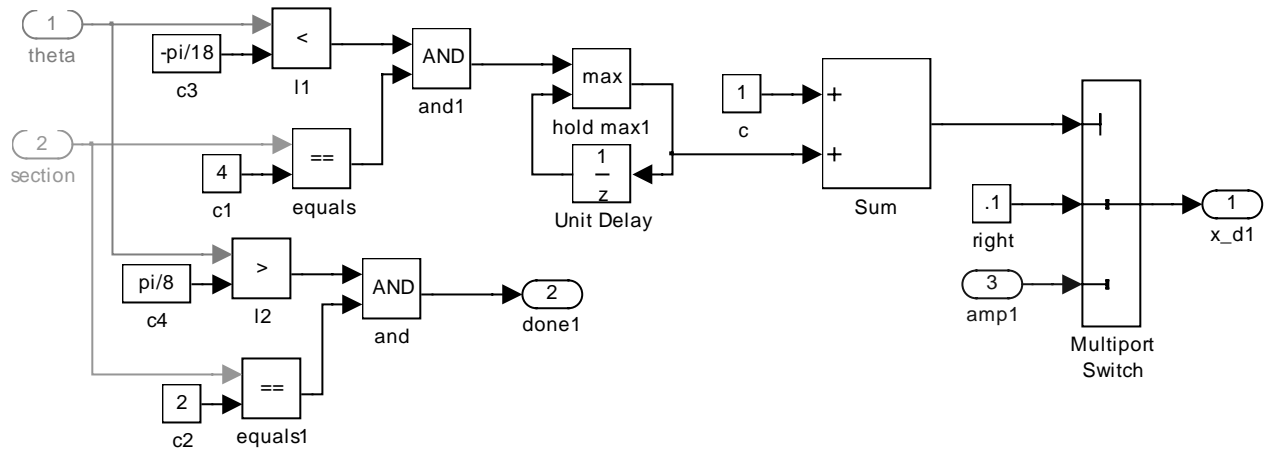 1
theta
-pi/18
c3
<
l1
AND
and1
max
hold max1
1
z
Unit Delay
1
c
+
+
Sum
2
section
4
c1
==
equals
.1
right
3
amp1
Multiport
Switch
1
x_d1
pi/8
c4
>
l2
AND
and
2
done1
2
c2
==
equals1